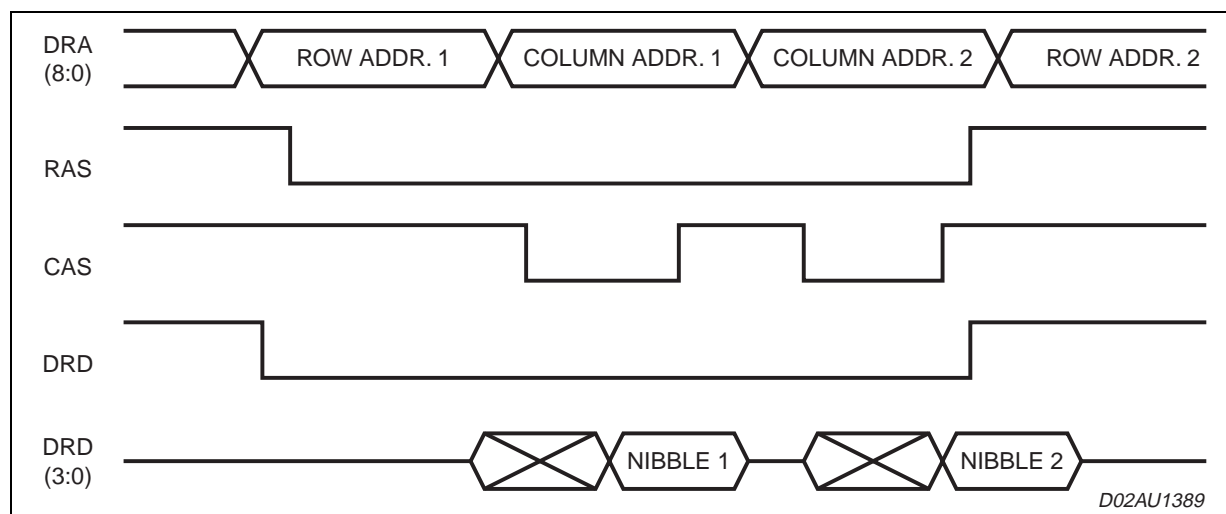 DRA
(8:0)
ROW ADDR. 1
COLUMN ADDR. 1
COLUMN ADDR. 2
ROW ADDR. 2
RAS
CAS
DRD
DRD
(3:0)
NIBBLE 1
NIBBLE 2
D02AU1389